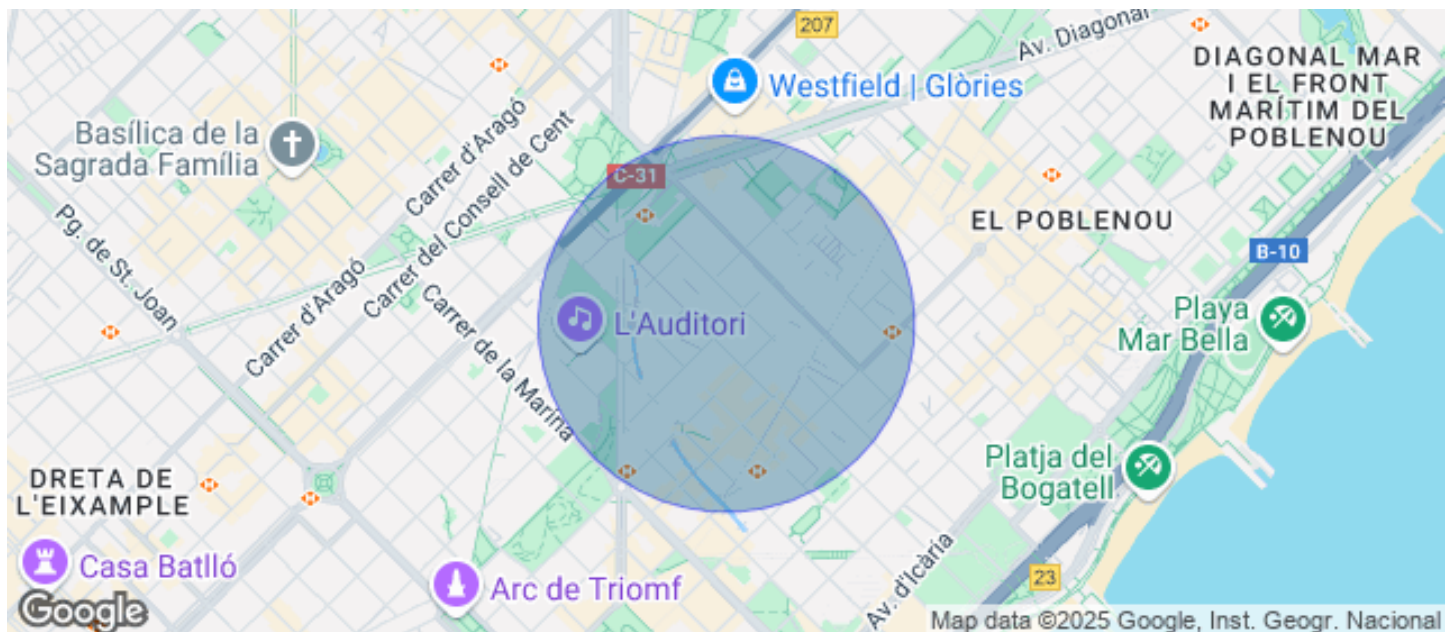 207
Av. Diagonal
DIAGONAL MAR
I EL FRONT
MARÍTIM DEL
POBLENOU
Westfield | Glòries
Basílica de la
Sagrada Família
Carrer d'Aragó
Carrer del Consell de Cent
C-31
Pg. de St. Joan
EL POBLENOU
B-10
Carrer d'Aragó
Carrer de la Marina
L'Auditori
Playa
Mar Bella
DRETA DE
L'EIXAMPLE
Platja del
Bogatell
Casa Batlló
Arc de Triomf
Av. d'Icària
23
Google
Map data ©2025 Google, Inst. Geogr. Nacional